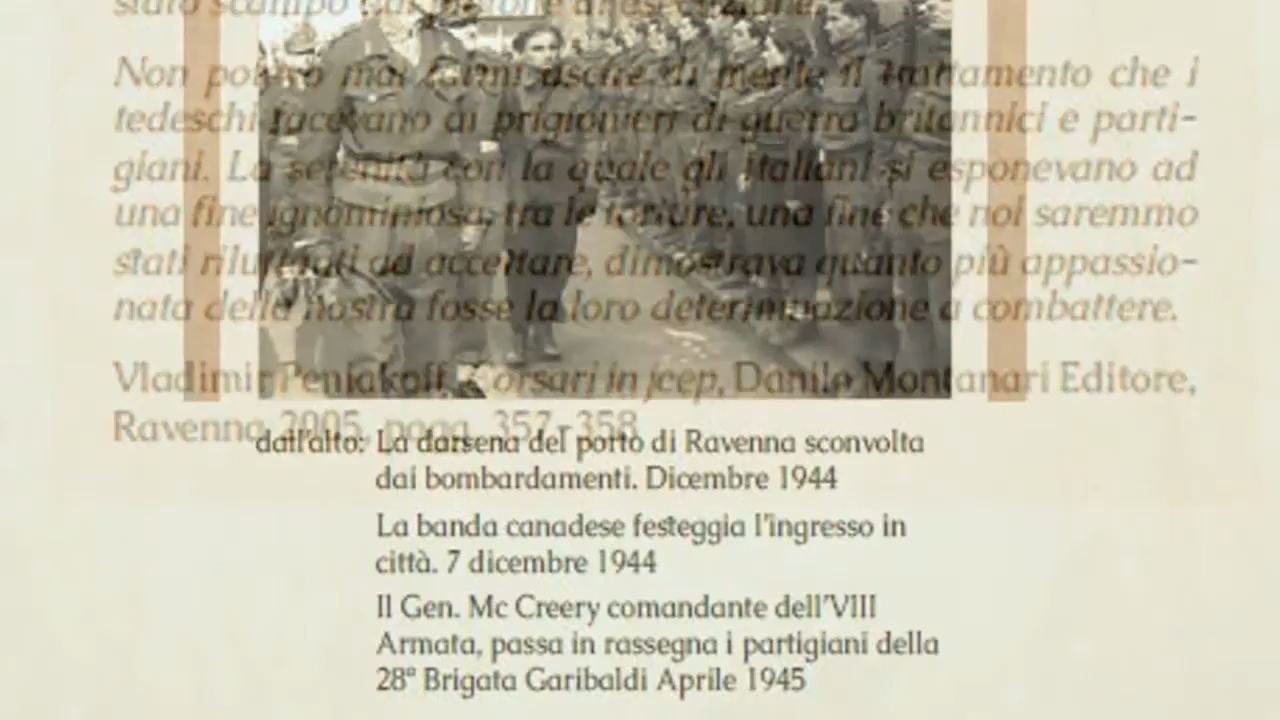 Non potevo mai farmi uscire di mente il trattamento che i
tedeschi facevano ai prigionieri di guerra britannici e parti-
giani. La serenità con la quale gli Italiani si esponevano ad
una fine ignominiosa, tra le torture, una fine che noi saremmo
stati riluttanti ad accettare, dimostrava quanto più appassio-
nata della nostra fosse la loro determinazione a combattere.
Vladimir Peniakoff, Corsari in jeep, Danilo Montanari Editore,
Ravenna 2005, pagg. 357-358
dall'alto: La darsena del porto di Ravenna sconvolta
dai bombardamenti. Dicembre 1944
La banda canadese festeggia l'ingresso in
città. 7 dicembre 1944
Il Gen. Mc Creery comandante dell'VIII
Armata, passa in rassegna i partigiani della
28ª Brigata Garibaldi Aprile 1945